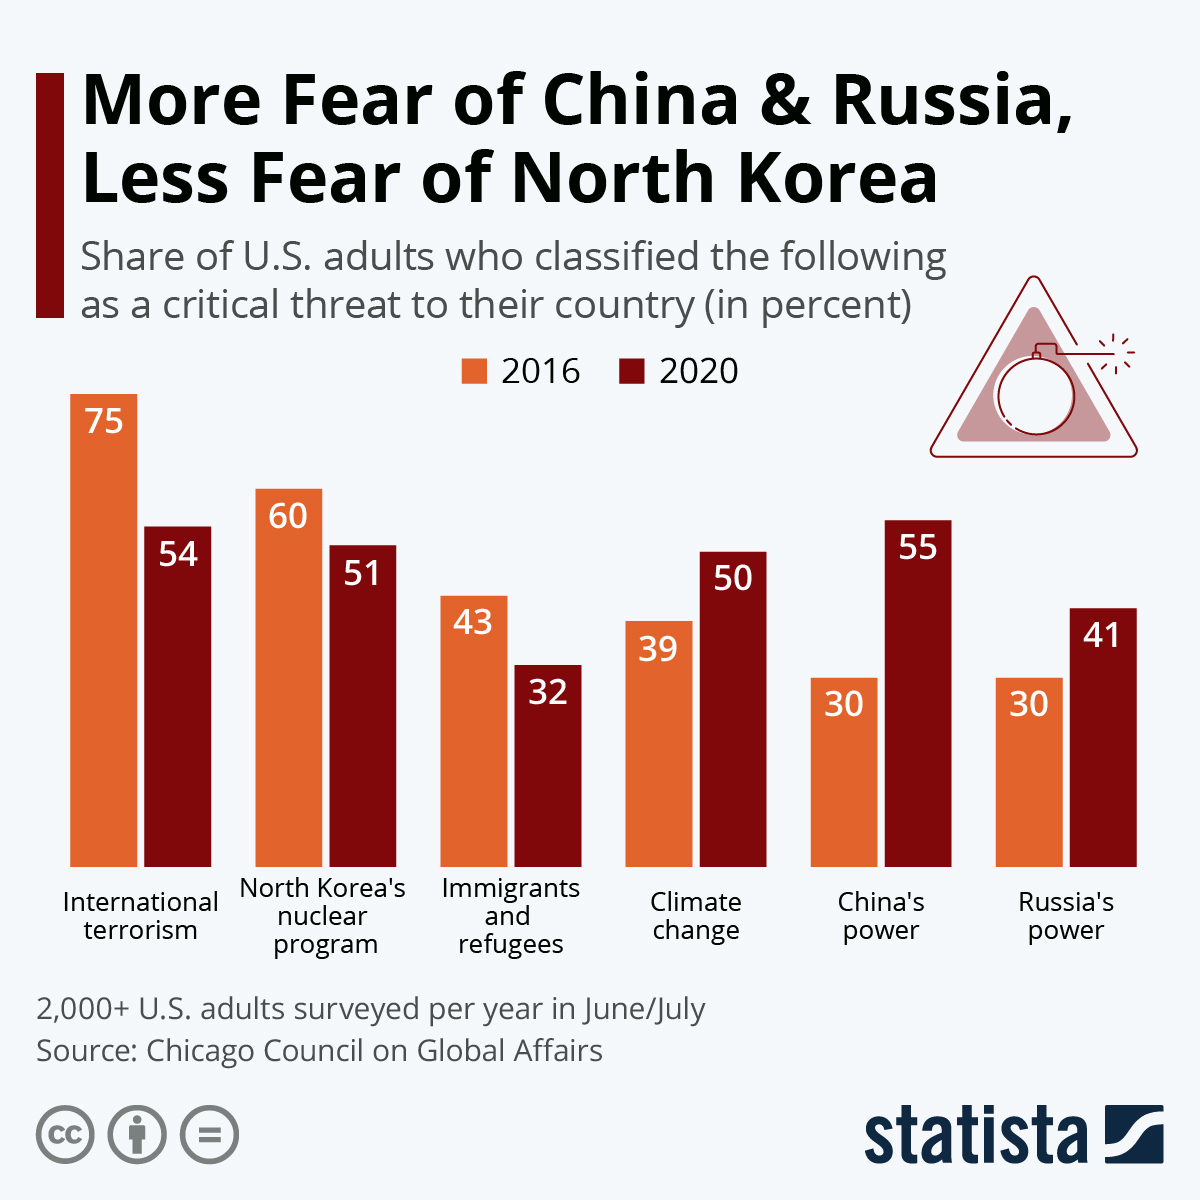 More Fear of China & Russia,
Less Fear of North Korea
Share of U.S. adults who classified the following
as a critical threat to their country (in percent)
2016 2020
75
54
60
51
43
32
39
50
30
55
30
41
International
terrorism
North Korea's
nuclear
program
Immigrants
and
refugees
Climate
change
China's
power
Russia's
power
2,000+ U.S. adults surveyed per year in June/July
Source: Chicago Council on Global Affairs
cc
statista